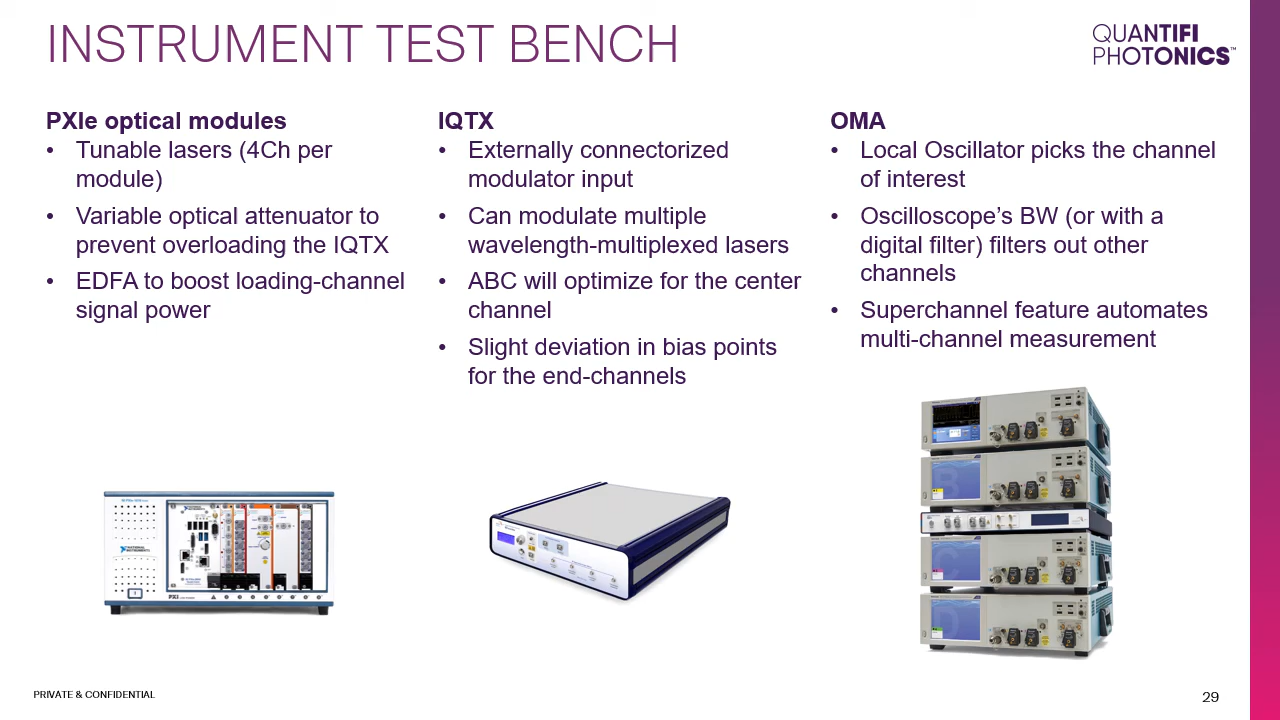 INSTRUMENT TEST BENCH
QUANTIFI
PHOTONICS™
PXIe optical modules
• Tunable lasers (4Ch per
module)
• Variable optical attenuator to
prevent overloading the IQTX
• EDFA to boost loading-channel
signal power
IQTX
• Externally connectorized
modulator input
• Can modulate multiple
wavelength-multiplexed lasers
• ABC will optimize for the center
channel
• Slight deviation in bias points
for the end-channels
OMA
• Local Oscillator picks the channel
of interest
• Oscilloscope’s BW (or with a
digital filter) filters out other
channels
• Superchannel feature automates
multi-channel measurement
PXI
B
C
D
PRIVATE & CONFIDENTIAL
29